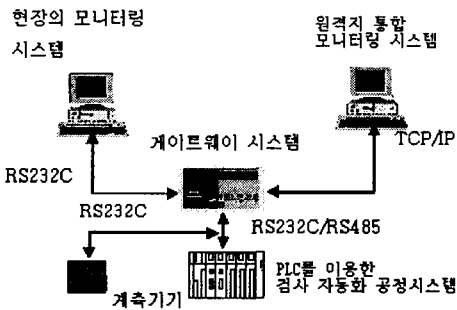 현장의 모니터링
시스템
원격지 통합
모니터링 시스템
게이트웨이 시스템
TCP/IP
RS232C
RS232C
RS232C/RS485
계측기기
PLC를 이용한
검사 자동화 공정시스템